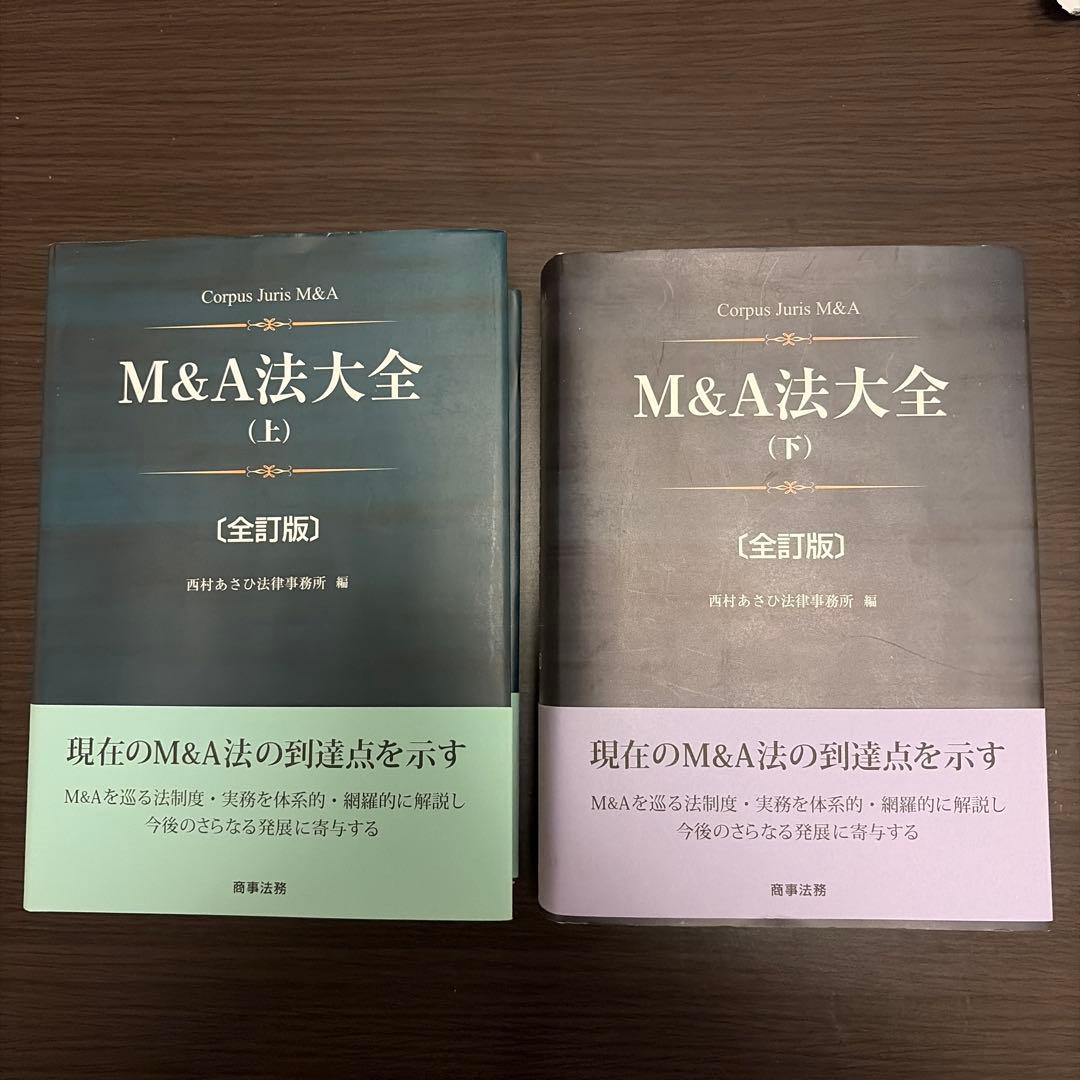 Corpus Juris M&A
M&A法大全
(上)
〔全訂版〕
西村あさひ法律事務所 編
現在のM&A法の到達点を示す
M&Aを巡る法制度・実務を体系的・網羅的に解説し
今後のさらなる発展に寄与する
商事法務
Corpus Juris M&A
M&A法大全
(下)
〔全訂版〕
西村あさひ法律事務所 編
現在のM&A法の到達点を示す
M&Aを巡る法制度・実務を体系的・網羅的に解説し
今後のさらなる発展に寄与する
商事法務